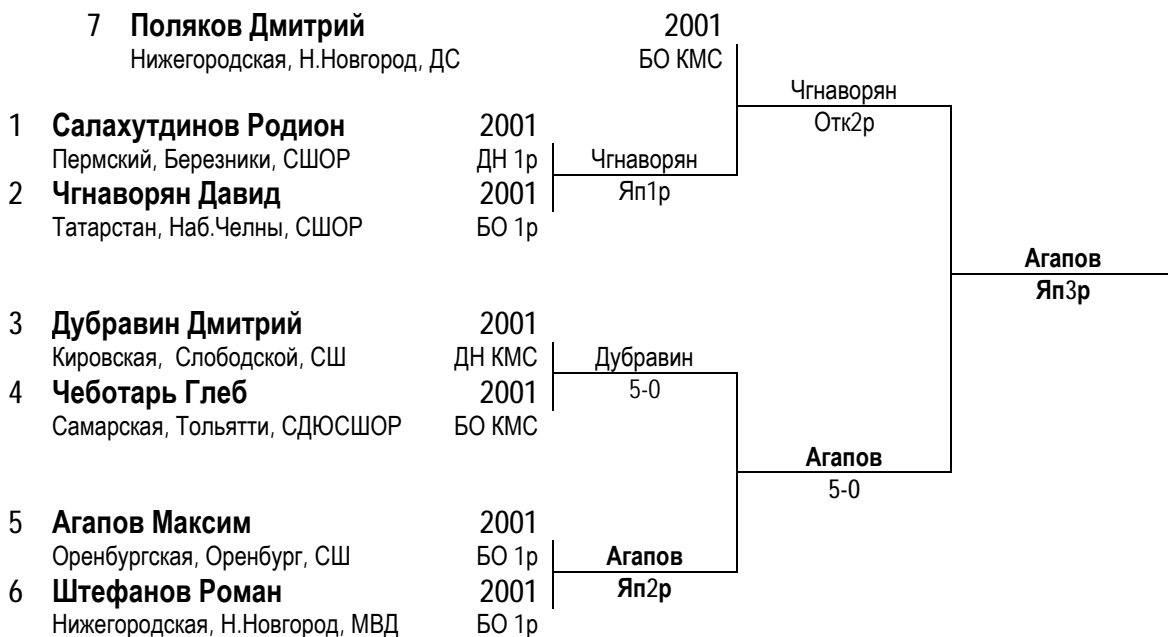 7 Поляков Дмитрий 2001
Нижегородская, Н.Новгород, ДС БО КМС
Чгнаворян
Отк2р
1 Салахутдинов Родион 2001
Пермский, Березники, СШОР ДН 1р
Чгнаворян
Яп1р
2 Чгнаворян Давид 2001
Татарстан, Наб.Челны, СШОР БО 1р
Агапов
Яп3р
3 Дубравин Дмитрий 2001
Кировская, Слободской, СШ ДН КМС
Дубравин
5-0
4 Чеботарь Глеб 2001
Самарская, Тольятти, СДЮСШОР БО КМС
Агапов
5-0
5 Агапов Максим 2001
Оренбургская, Оренбург, СШ БО 1р
Агапов
Яп2р
6 Штефанов Роман 2001
Нижегородская, Н.Новгород, МВД БО 1р